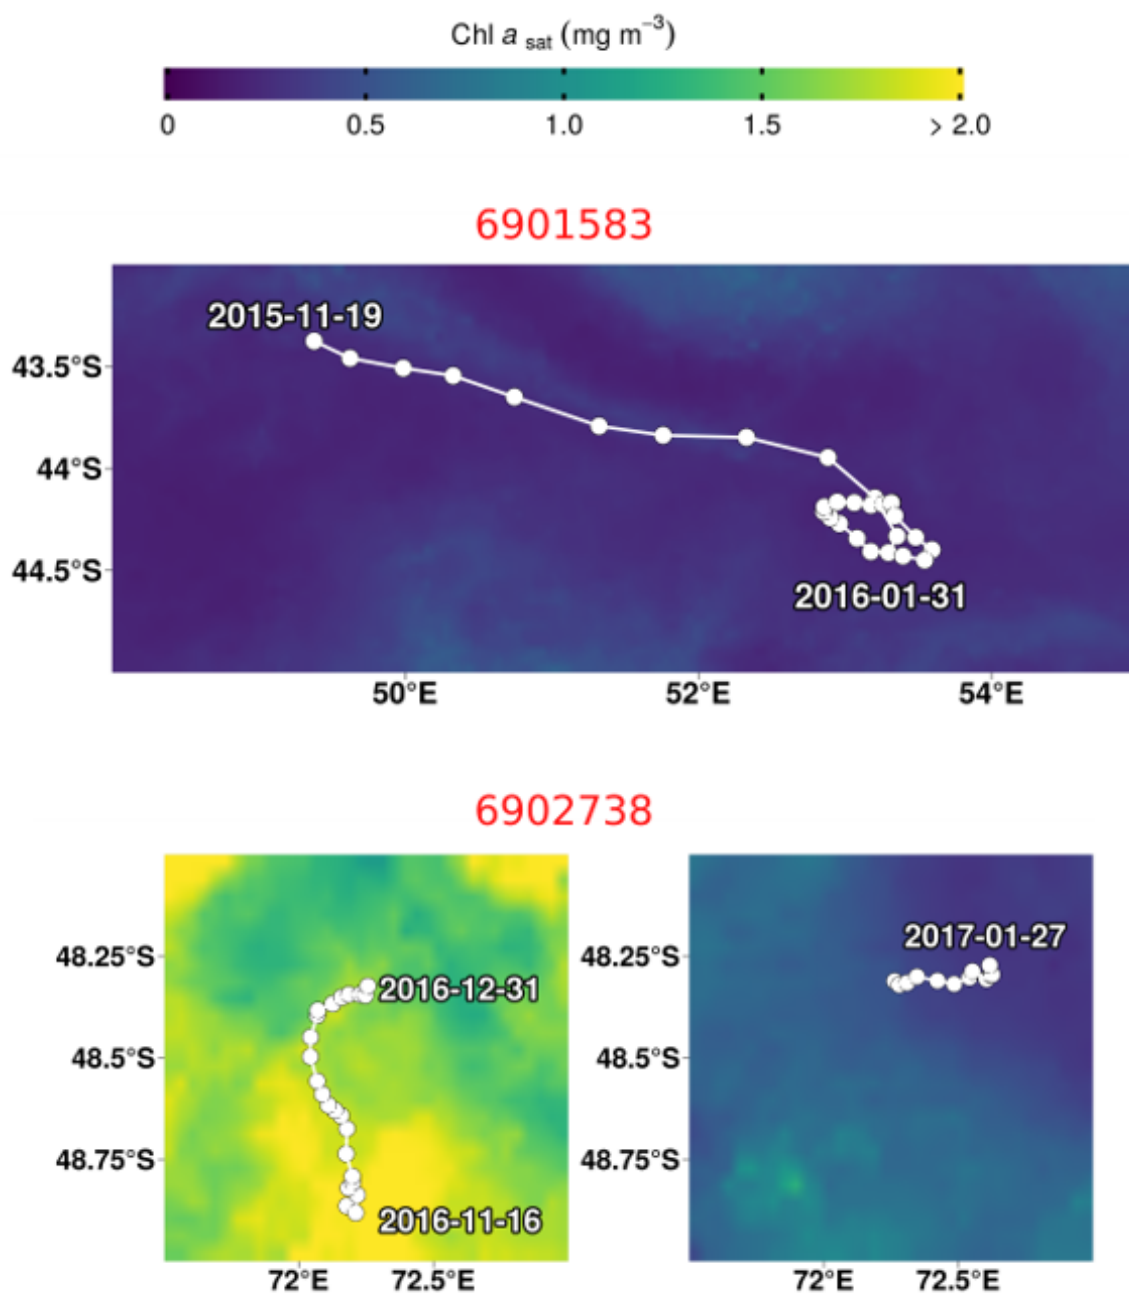 Chl a sat (mg m−3)
0 0.5 1.0 1.5 > 2.0
6901583
2015-11-19
43.5°S
44°S
44.5°S
2016-01-31
50°E 52°E 54°E
6902738
48.25°S
2016-12-31
48.5°S
48.75°S
2016-11-16
72°E 72.5°E
48.25°S
2017-01-27
48.5°S
48.75°S
72°E 72.5°E